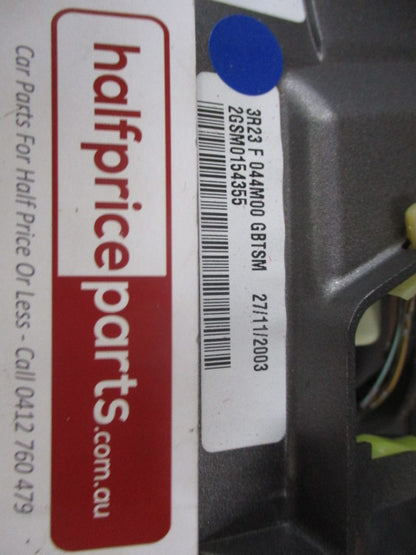 halfpriceparts.com.au
Car Parts For Half Price Or Less - Call 0412 760 479
3R23 F 044M00 GBTSM 27/11/2003
2GSM0154355